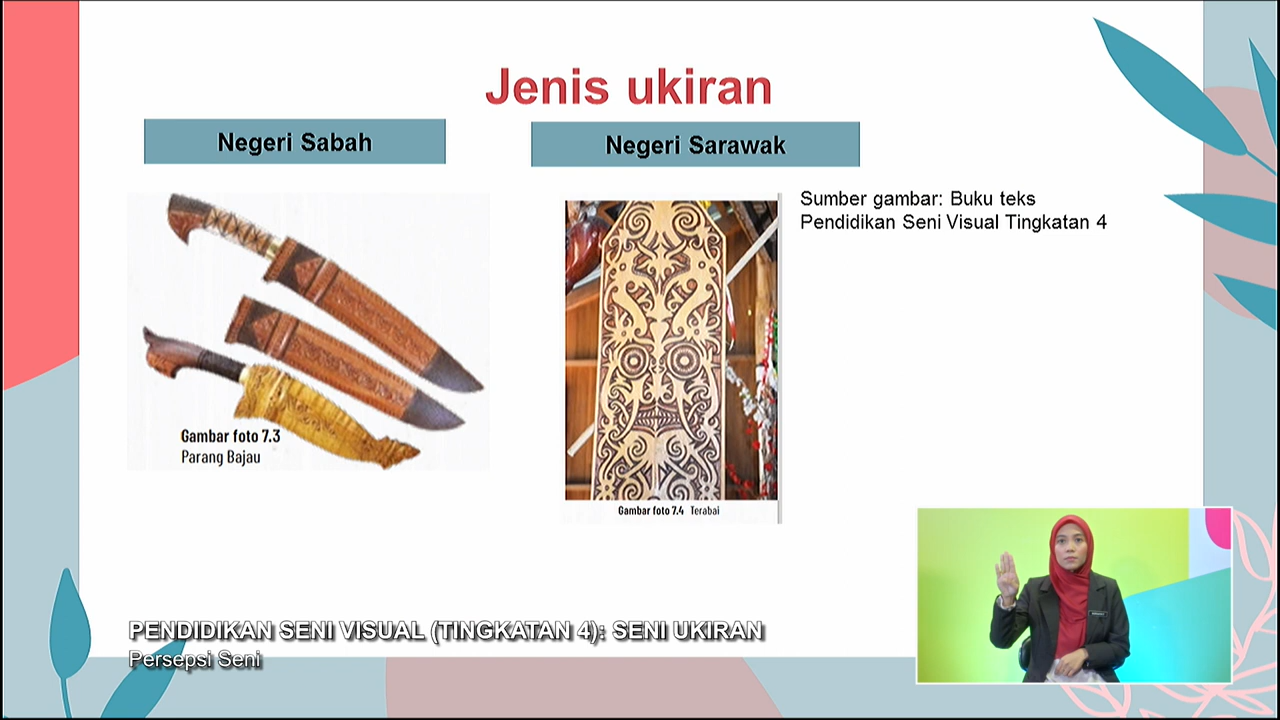 Jenis ukiran
Negeri Sabah
Negeri Sarawak
Sumber gambar: Buku teks
Pendidikan Seni Visual Tingkatan 4
Gambar foto 7.3
Parang Bajau
Gambar foto 7.4 Terabai
PENDIDIKAN SENI VISUAL (TINGKATAN 4): SENI UKIRAN
Persepsi Seni